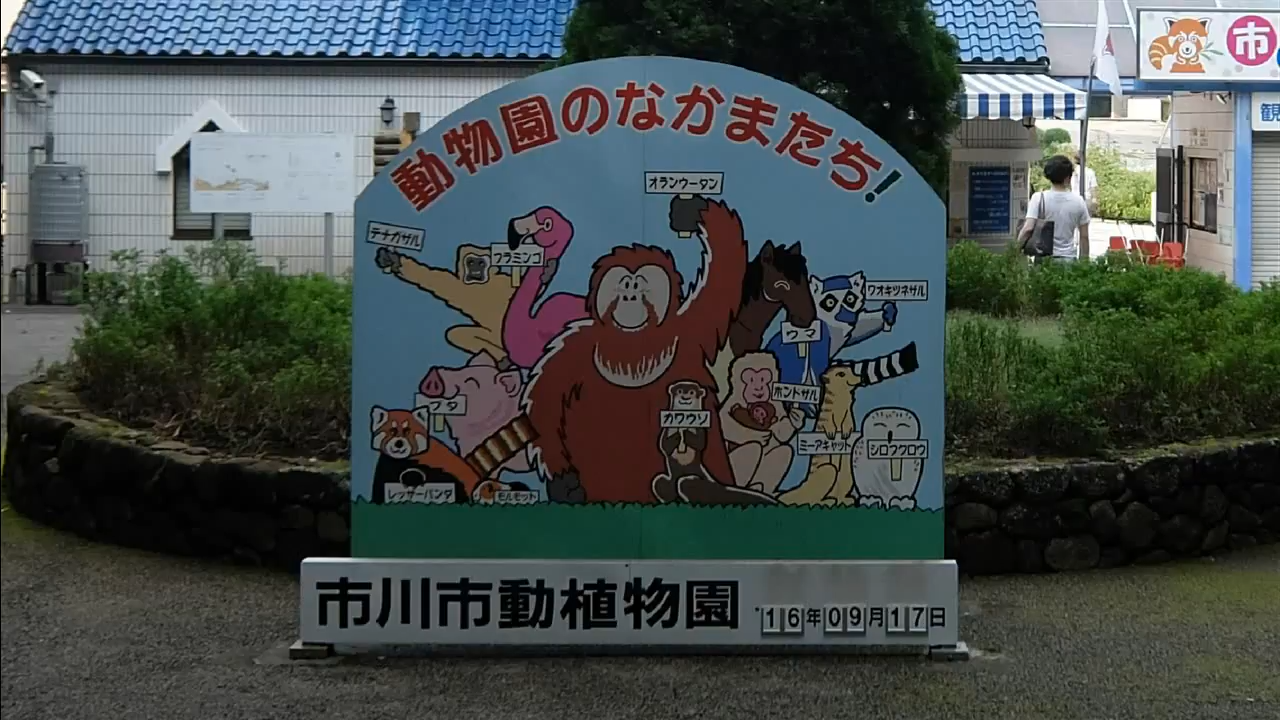 動物園のなかまたち!
オランウータン
テナガザル
フラミンゴ
ワオキツネザル
ウマ
ブタ
ホンドザル
カワウソ
ミーアキャット
シロフクロウ
レッサーパンダ
モルモット
市川市動植物園
'16年09月17日
市
観